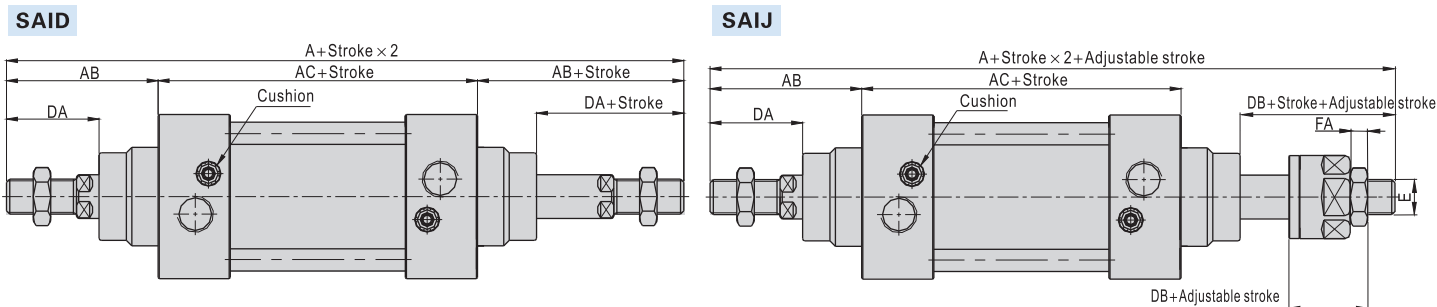 SAID
A+Stroke×2
AB
AC+Stroke
AB+Stroke
Cushion
DA
DA+Stroke
SAIJ
A+Stroke×2+Adjustable stroke
AB
AC+Stroke
Cushion
DB+Stroke+Adjustable stroke
DA
FA
E
DB+Adjustable stroke